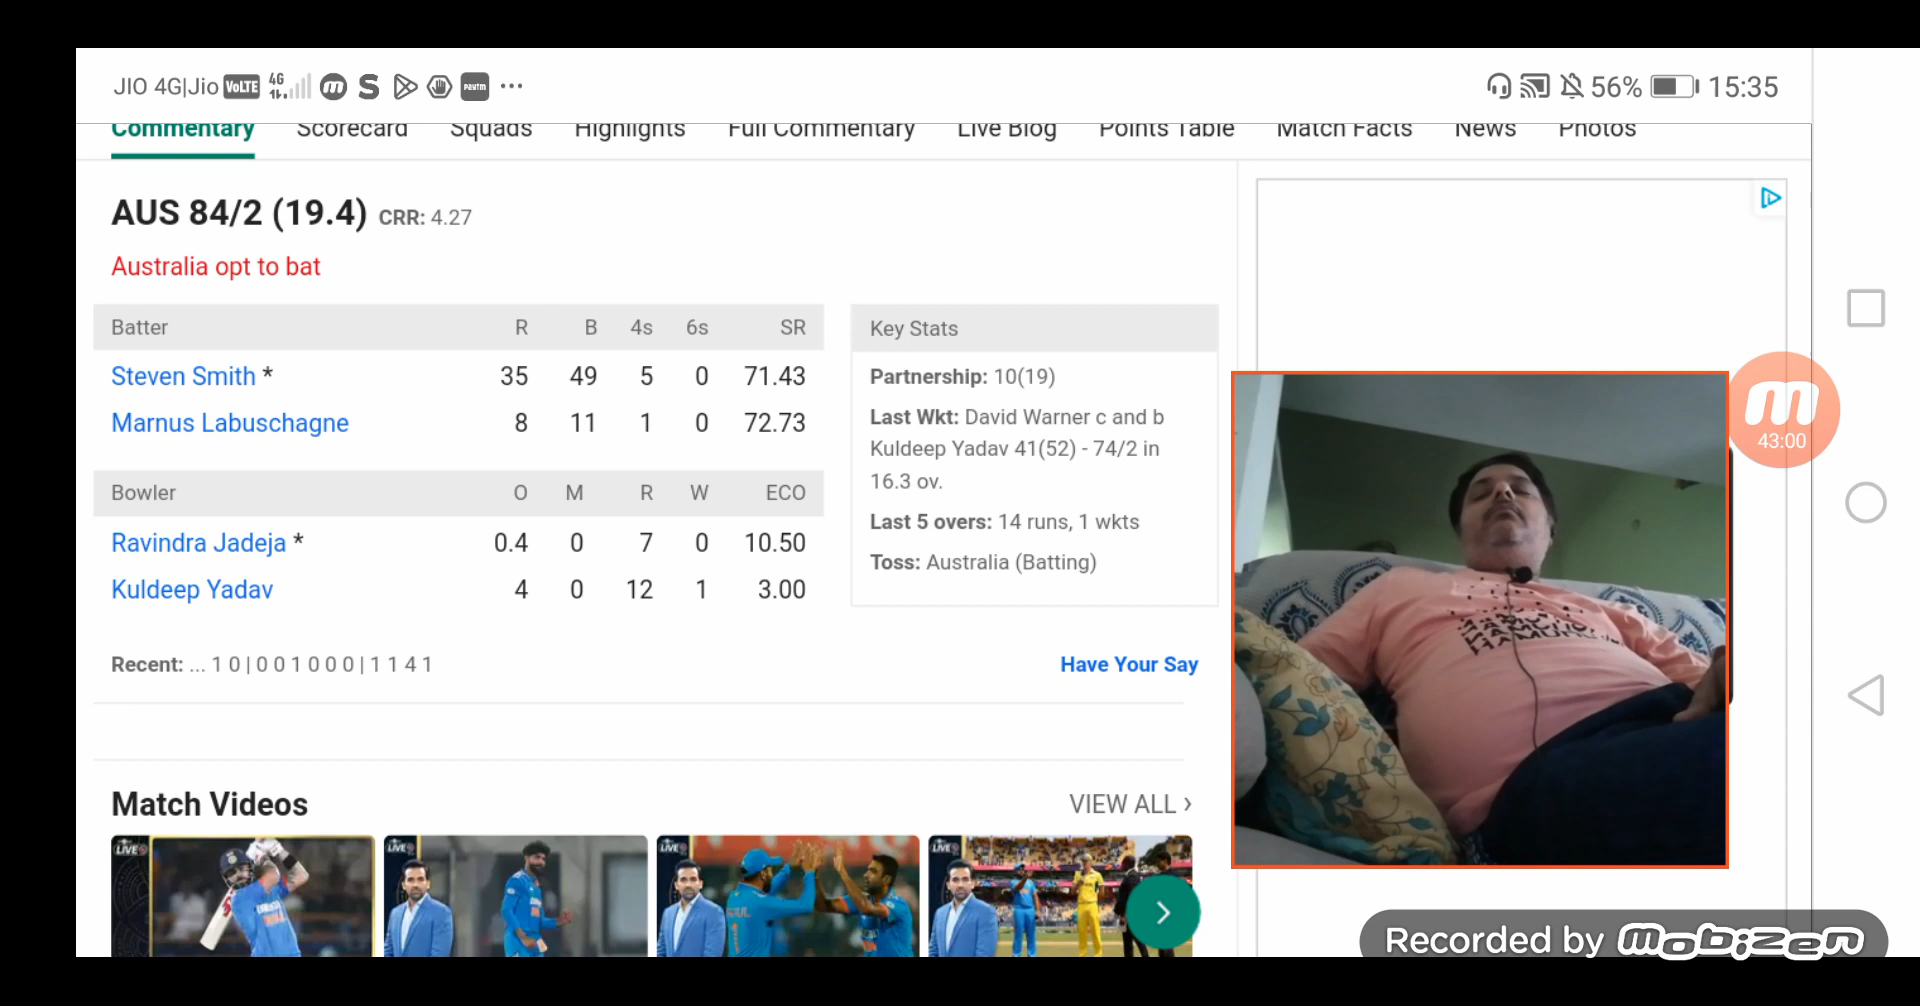 JIO 4G|Jio VoLTE 4G m S paytm ... 56% 15:35
Commentary Scorecard Squads Highlights Full Commentary Live Blog Points Table Match Facts News Photos
AUS 84/2 (19.4) CRR: 4.27
Australia opt to bat
Batter R B 4s 6s SR
Steven Smith * 35 49 5 0 71.43
Marnus Labuschagne 8 11 1 0 72.73
Bowler O M R W ECO
Ravindra Jadeja * 0.4 0 7 0 10.50
Kuldeep Yadav 4 0 12 1 3.00
Recent: ... 1 0 | 0 0 1 0 0 0 | 1 1 4 1
Have Your Say
Key Stats
Partnership: 10(19)
Last Wkt: David Warner c and b
Kuldeep Yadav 41(52) - 74/2 in
16.3 ov.
Last 5 overs: 14 runs, 1 wkts
Toss: Australia (Batting)
m
43:00
Match Videos
VIEW ALL ›
LIVE
LIVE
LIVE
LIVE
Recorded by mobizen